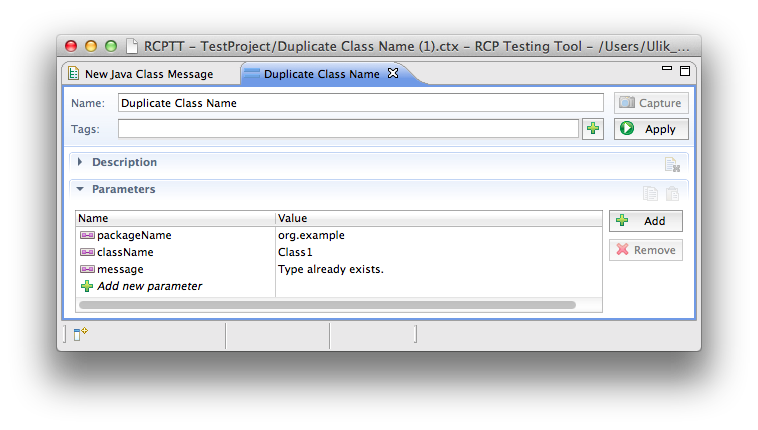 RCPTT - TestProject/Duplicate Class Name (1).ctx - RCP Testing Tool - /Users/Ulik_...
New Java Class Message
Duplicate Class Name
Name:
Duplicate Class Name
Capture
Tags:
Apply
Description
Parameters
Name
Value
Add
packageName
org.example
className
Class1
Remove
message
Type already exists.
Add new parameter